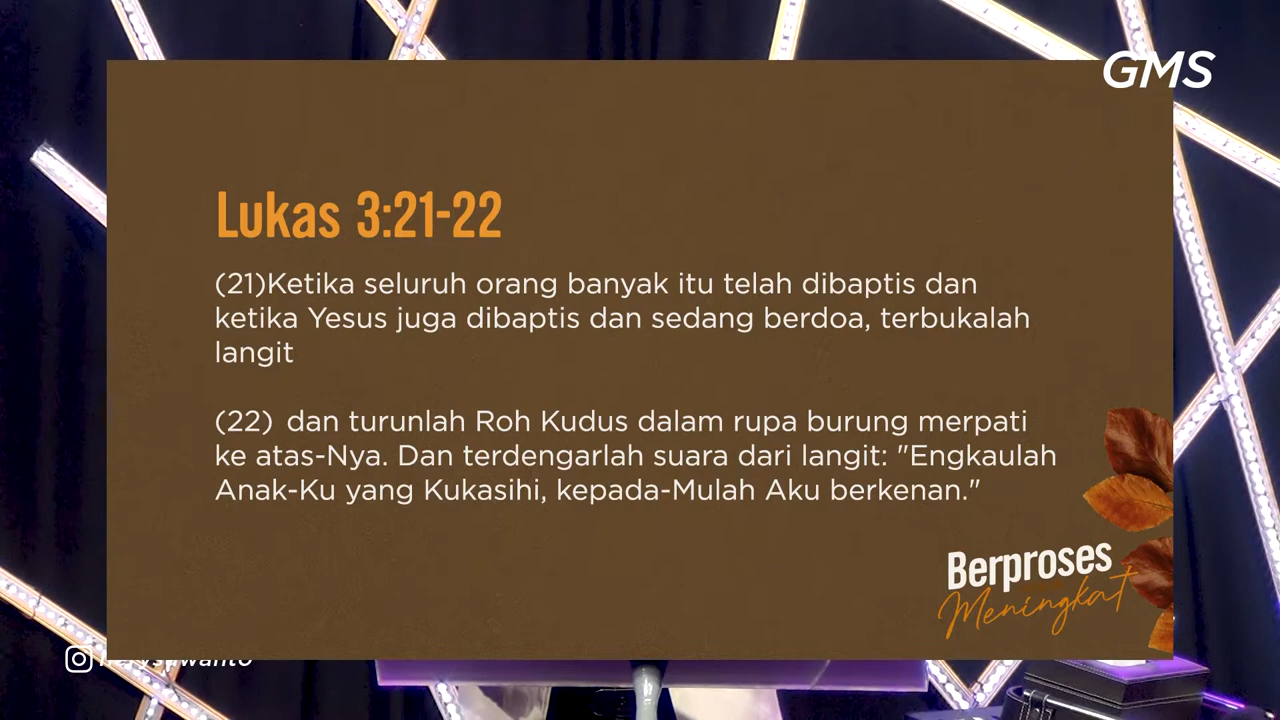 GMS
Lukas 3:21-22
(21)Ketika seluruh orang banyak itu telah dibaptis dan
ketika Yesus juga dibaptis dan sedang berdoa, terbukalah
langit
(22) dan turunlah Roh Kudus dalam rupa burung merpati
ke atas-Nya. Dan terdengarlah suara dari langit: "Engkaulah
Anak-Ku yang Kukasihi, kepada-Mulah Aku berkenan."
Berproses
Meningkat